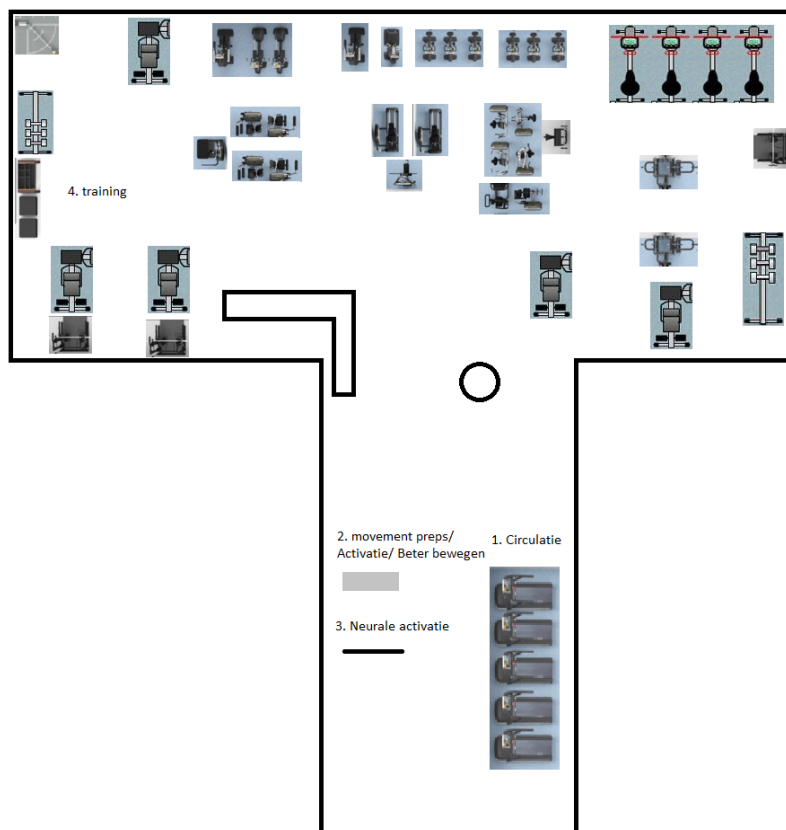 4. training
2. movement preps/
Activatie/ Beter bewegen
1. Circulatie
3. Neurale activatie